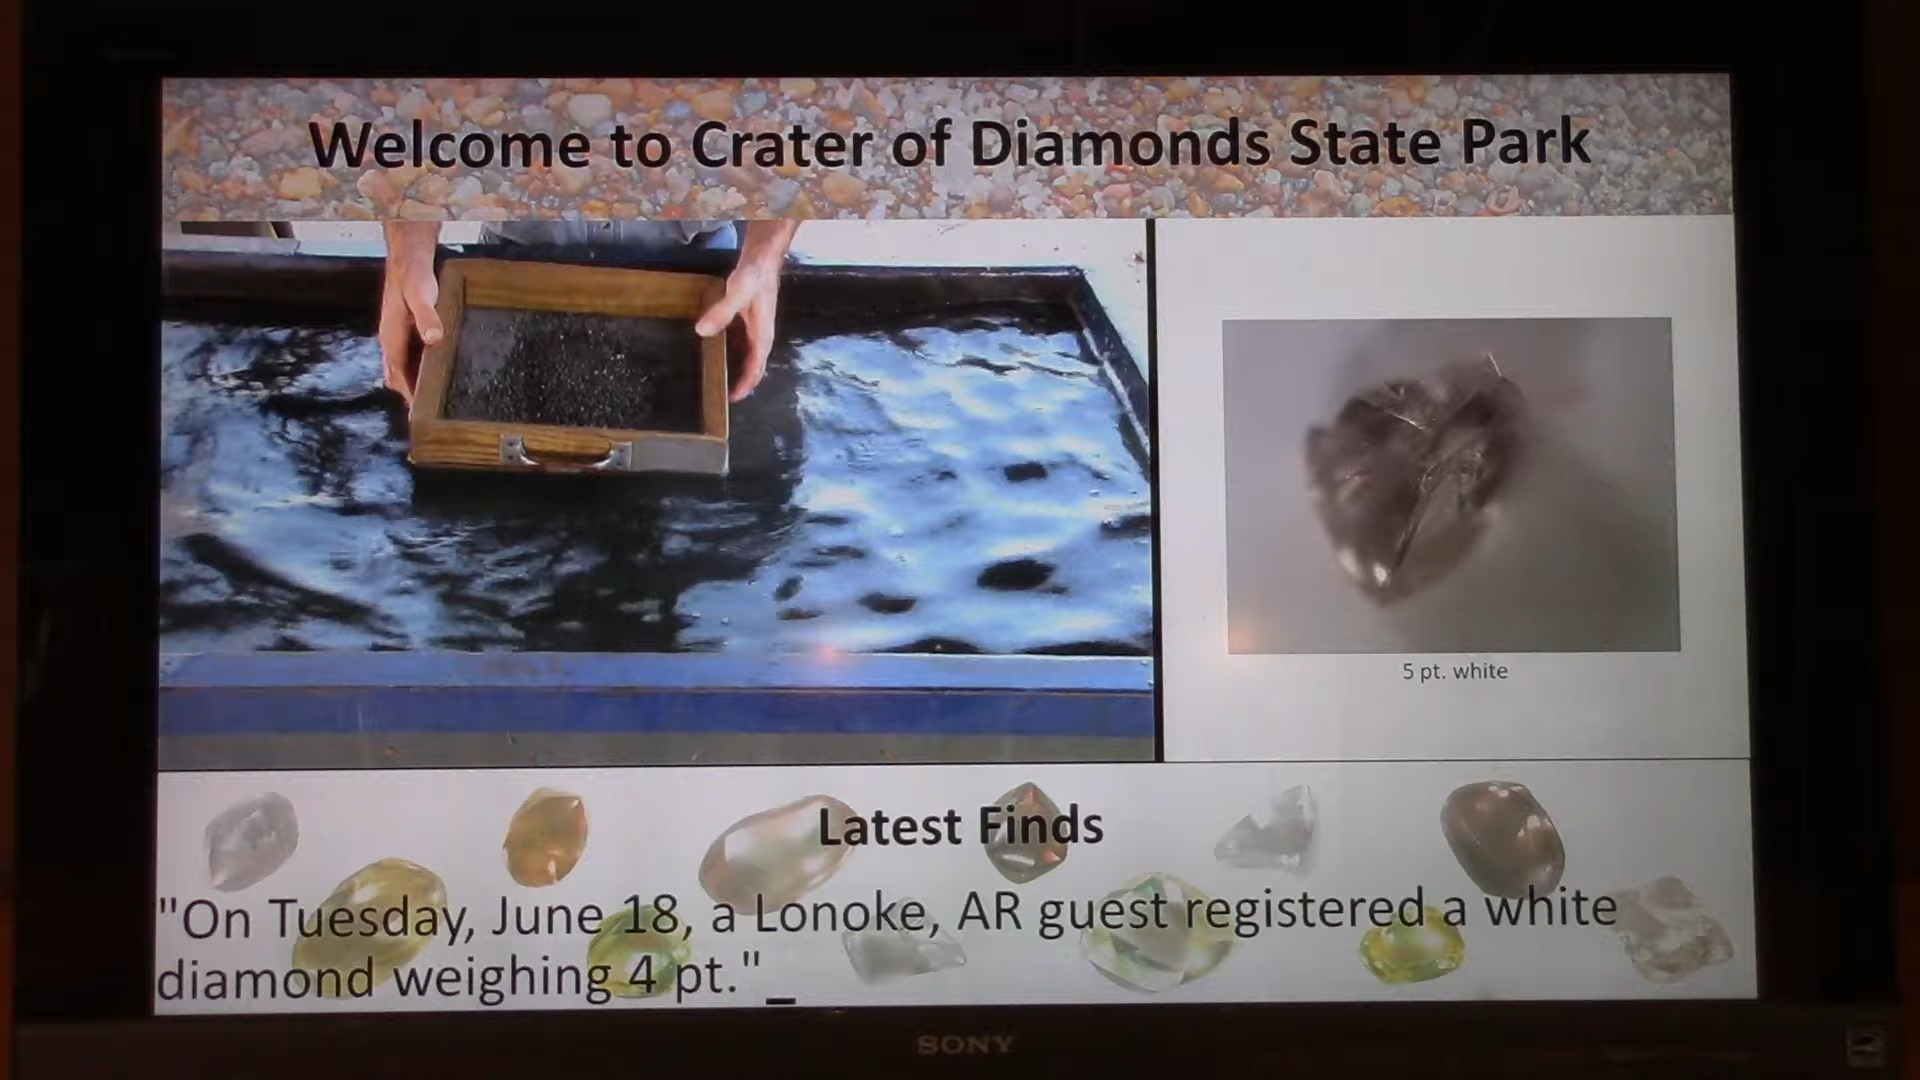 Welcome to Crater of Diamonds State Park
5 pt. white
Latest Finds
"On Tuesday, June 18, a Lonoke, AR guest registered a white
diamond weighing 4 pt."_
SONY